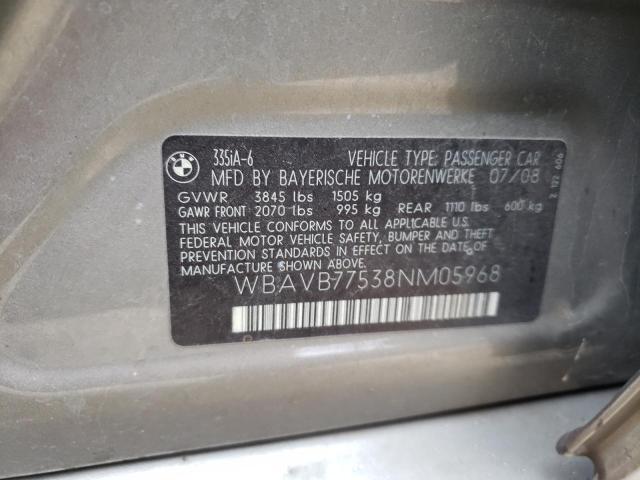 335iA-6 VEHICLE TYPE: PASSENGER CAR
MFD BY BAYERISCHE MOTORENWERKE 07/08
GVWR 3845 lbs 1505 kg
GAWR FRONT 2070 lbs 995 kg REAR 1110 lbs 600 kg
THIS VEHICLE CONFORMS TO ALL APPLICABLE U.S.
FEDERAL MOTOR VEHICLE SAFETY, BUMPER AND THEFT
PREVENTION STANDARDS IN EFFECT ON THE DATE OF
MANUFACTURE SHOWN ABOVE.
WBAVB77538NM05968